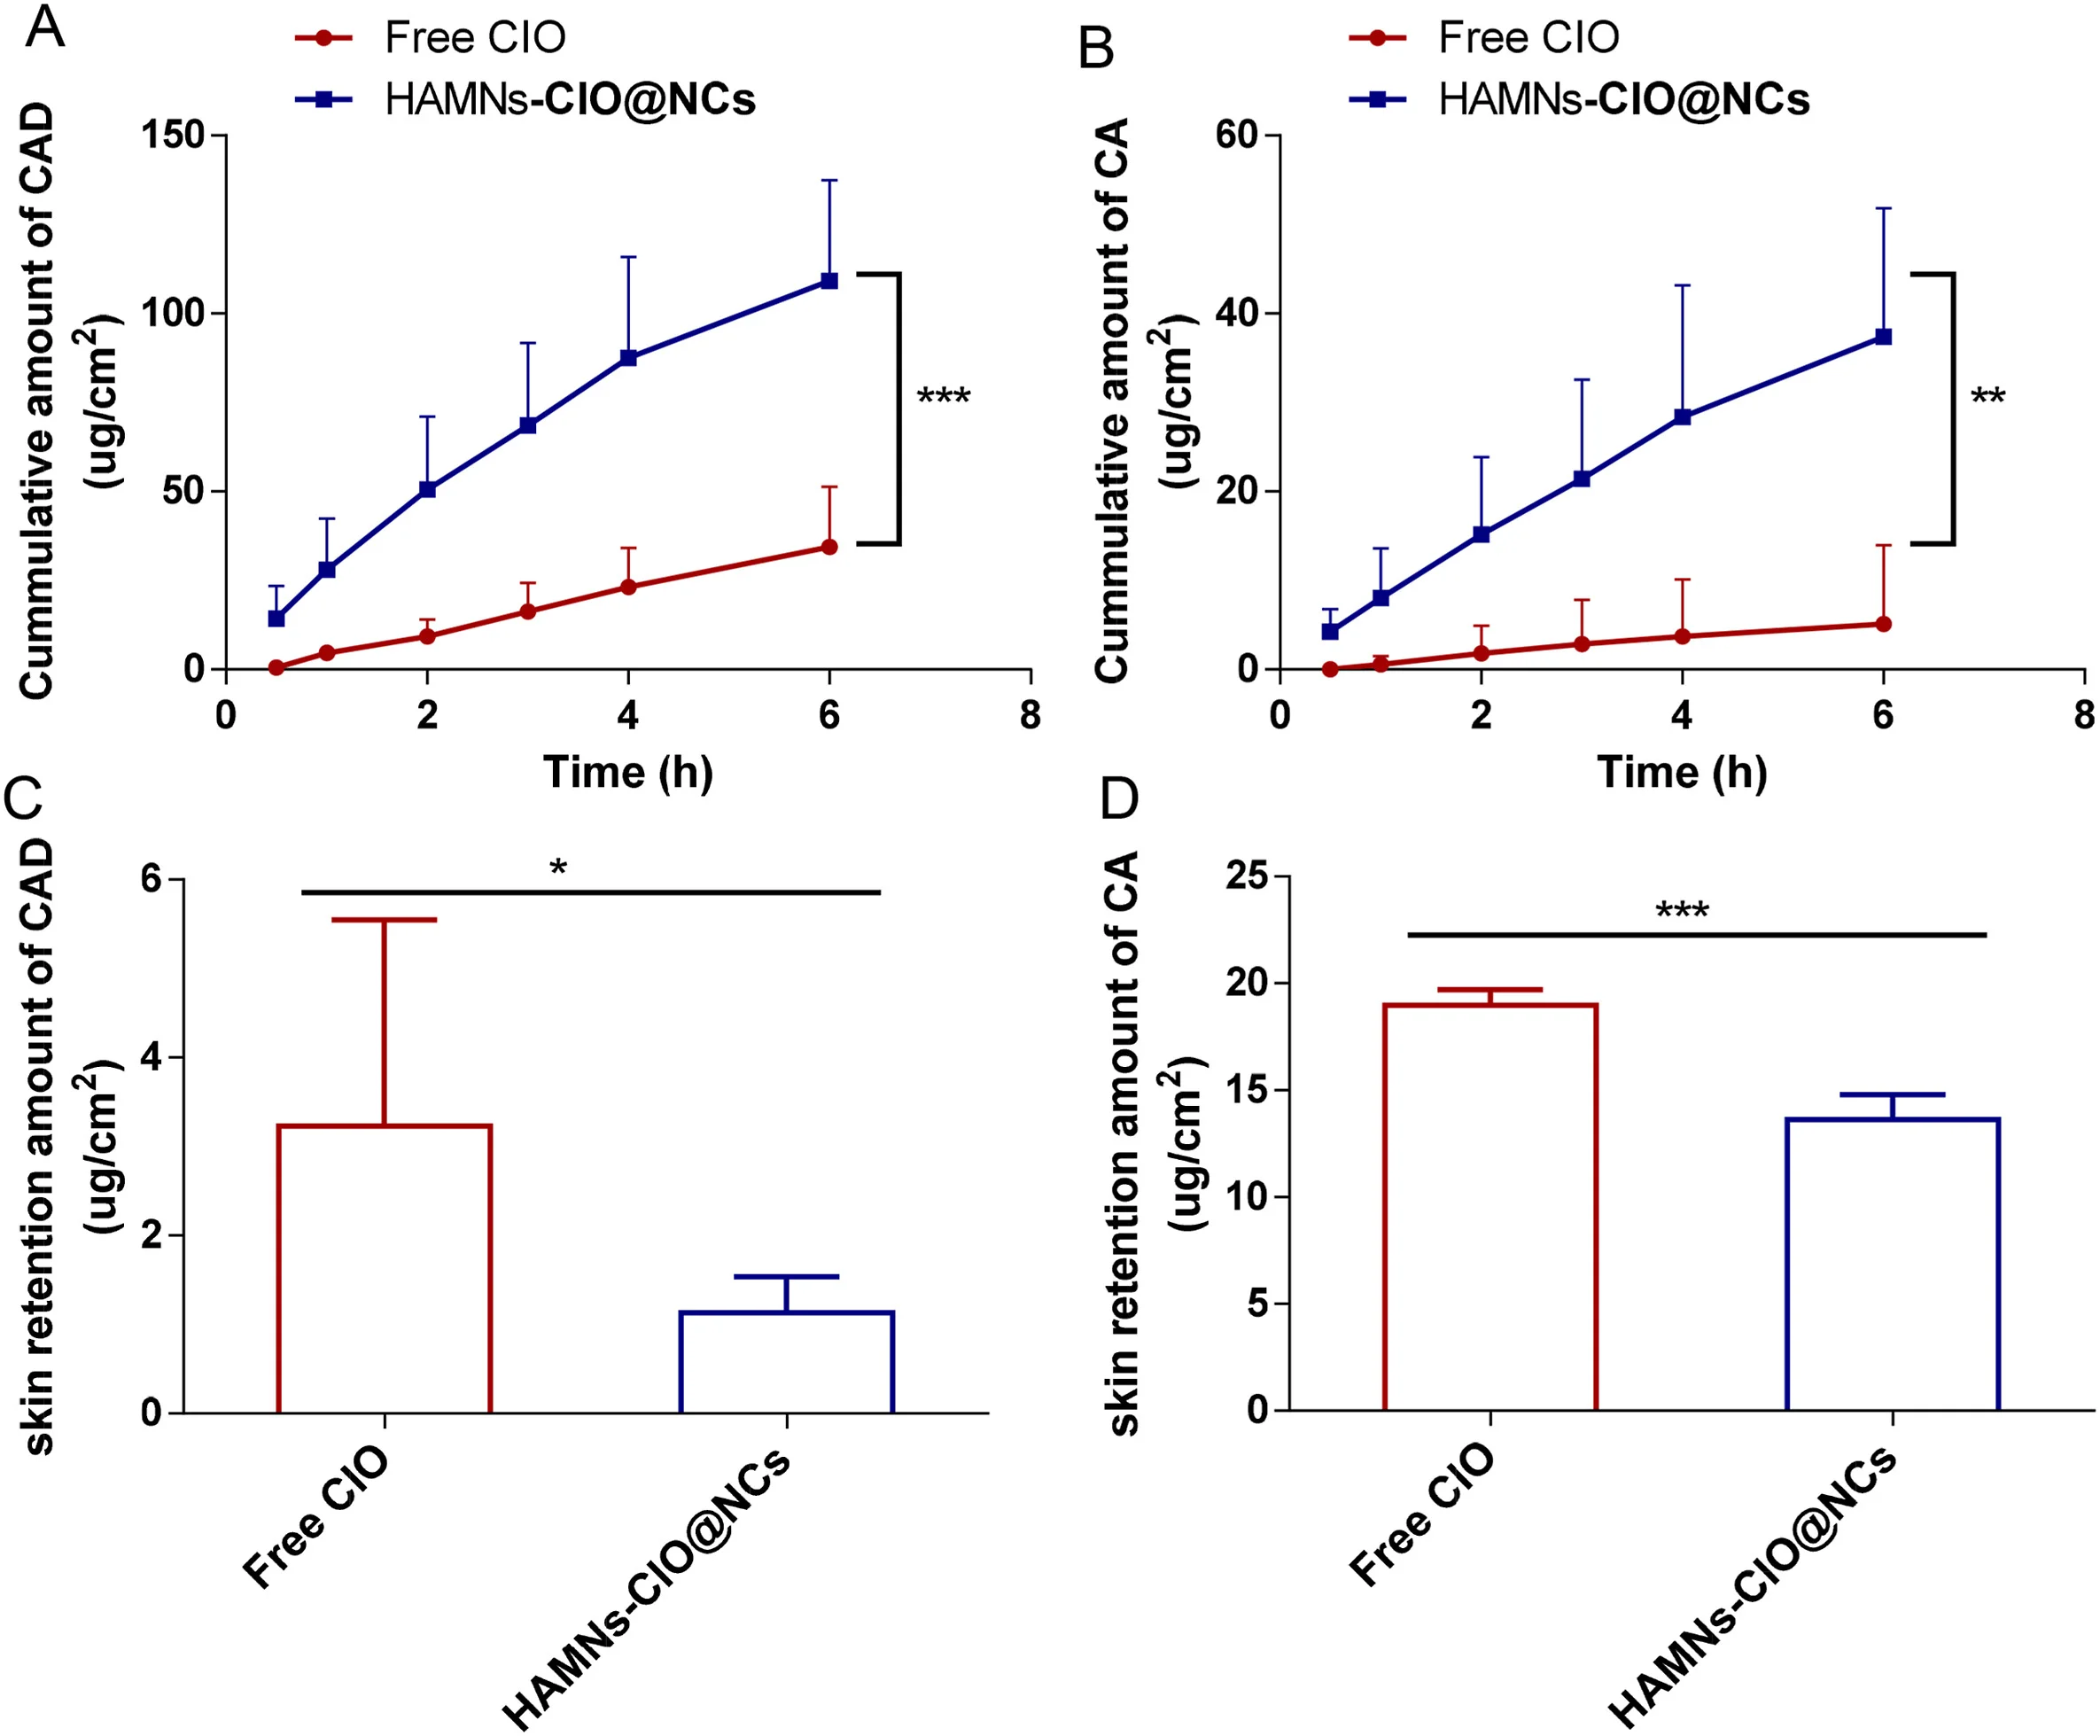 A
Free CIO
HAMNs-CIO@NCs
Cummulative amount of CAD
(ug/cm²)
150
100
50
0
0 2 4 6 8
Time (h)
***
B
Free CIO
HAMNs-CIO@NCs
Cummulative amount of CA
(ug/cm²)
60
40
20
0
0 2 4 6 8
Time (h)
**
C
skin retention amount of CAD
(ug/cm²)
6
4
2
0
*
Free CIO
HAMNs-CIO@NCs
D
skin retention amount of CA
(ug/cm²)
25
20
15
10
5
0
***
Free CIO
HAMNs-CIO@NCs